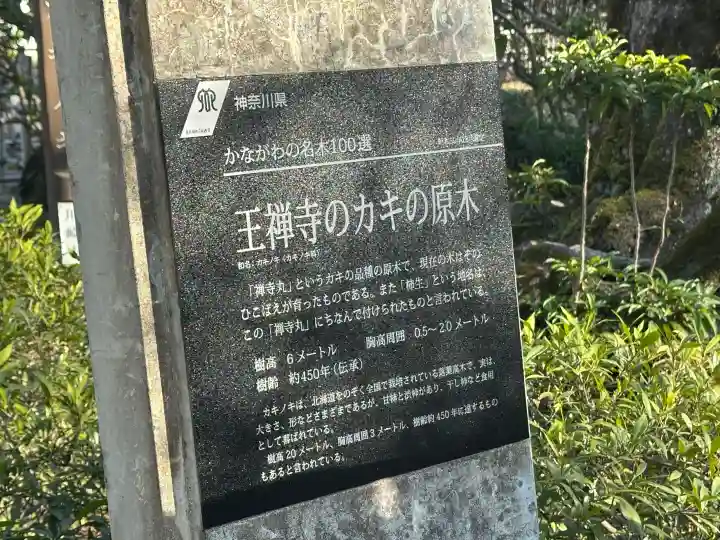 神奈川県
かながわの名木100選
王禅寺のカキの原木
和名:カキノキ(カキノキ科)
「禅寺丸」というカキの品種の原木で、現在の木はその
ひこばえが育ったものである。また「柿生」という地名は、
この「禅寺丸」にちなんで付けられたものと言われている。
樹高 6メートル 胸高周囲 0.5〜2.0メートル
樹齢 約450年(伝承)
カキノキは、北海道をのぞく全国で栽培されている落葉高木で、実は、
大きさ、形などさまざまであるが、甘柿と渋柿があり、干し柿など食用
として喜ばれている。
樹高20メートル、胸高周囲3メートル、樹齢約450年に達するもの
もあると言われている。